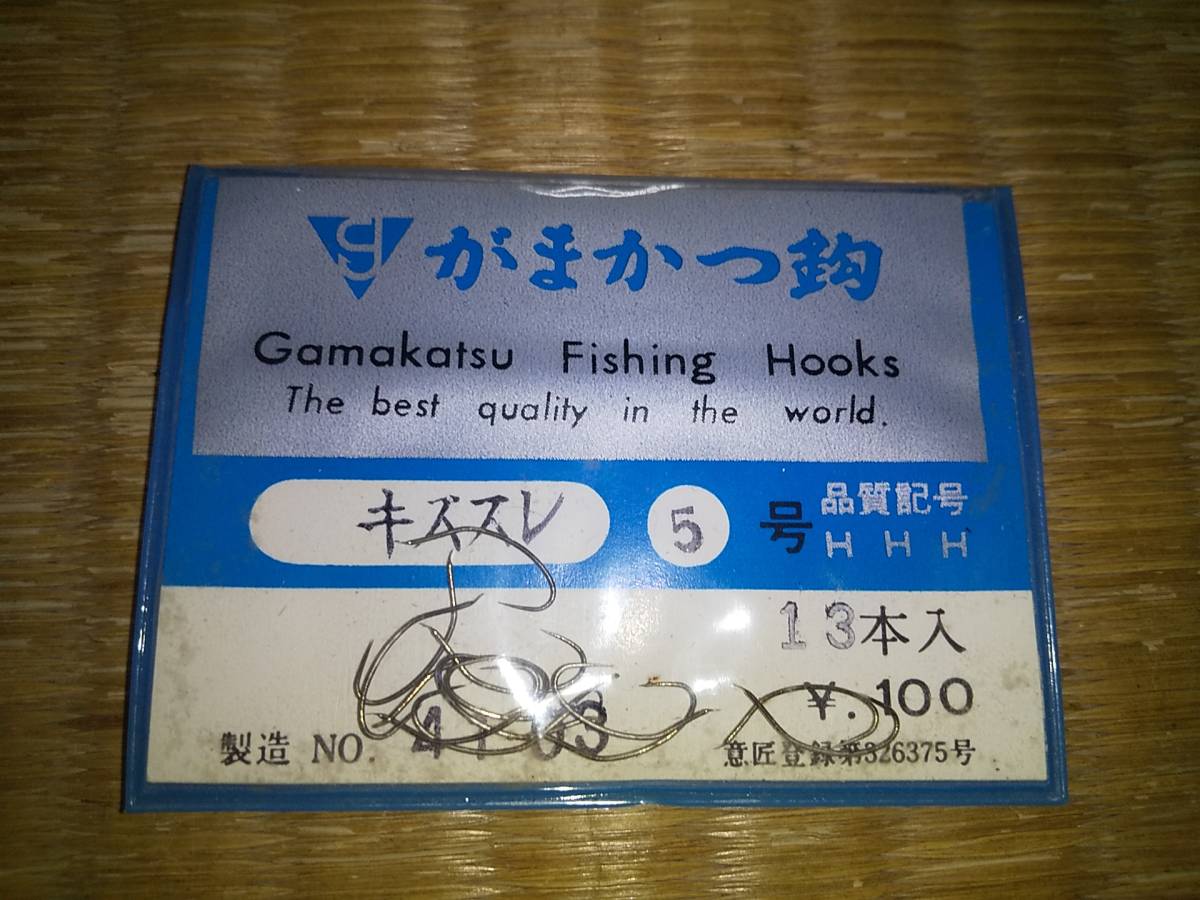 がまかつ鈎
Gamakatsu Fishing Hooks
The best quality in the world.
キススレ 5 号 品質記号
H H H
13本入
¥.100
製造 NO.
意匠登録第326375号